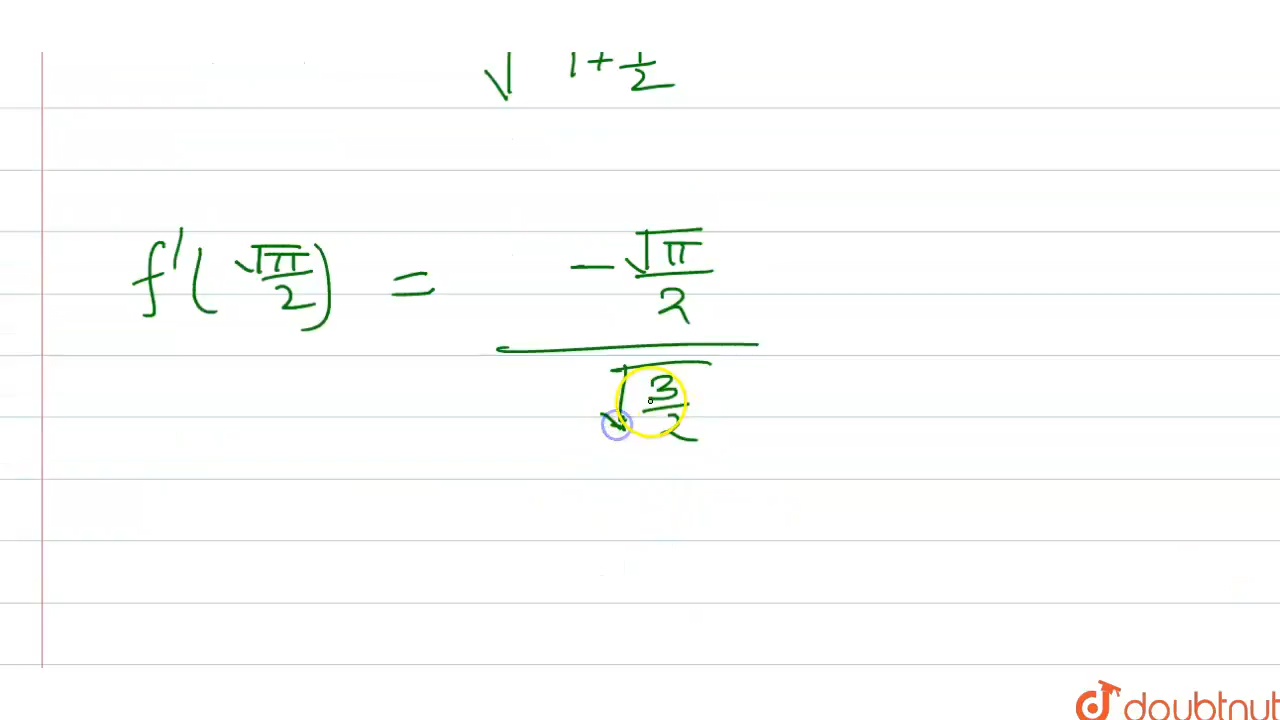 √ 1 + 1/2
f'(√π/2) = (-√π/2)/(√(3/2))
doubtnut